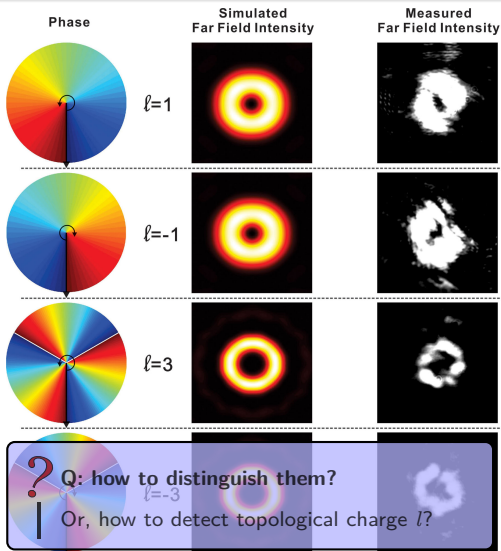 Phase
Simulated
Far Field Intensity
Measured
Far Field Intensity
ℓ=1
ℓ=-1
ℓ=3
ℓ=-3
? Q: how to distinguish them?
Or, how to detect topological charge l?